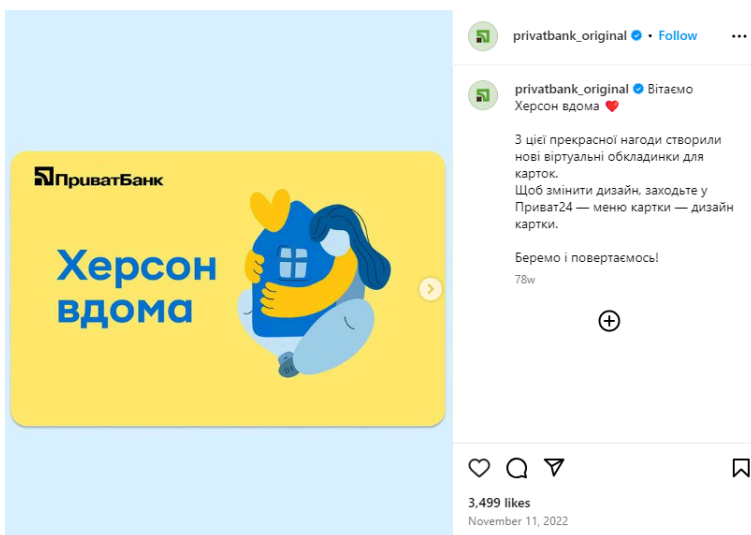 ПриватБанк
Херсон
вдома
privatbank_original • Follow
privatbank_original Вітаємо
Херсон вдома ❤️
З цієї прекрасної нагоди створили
нові віртуальні обкладинки для
карток.
Щоб змінити дизайн, заходьте у
Приват24 — меню картки — дизайн
картки.
Беремо і повертаємось!
78w
3,499 likes
November 11, 2022